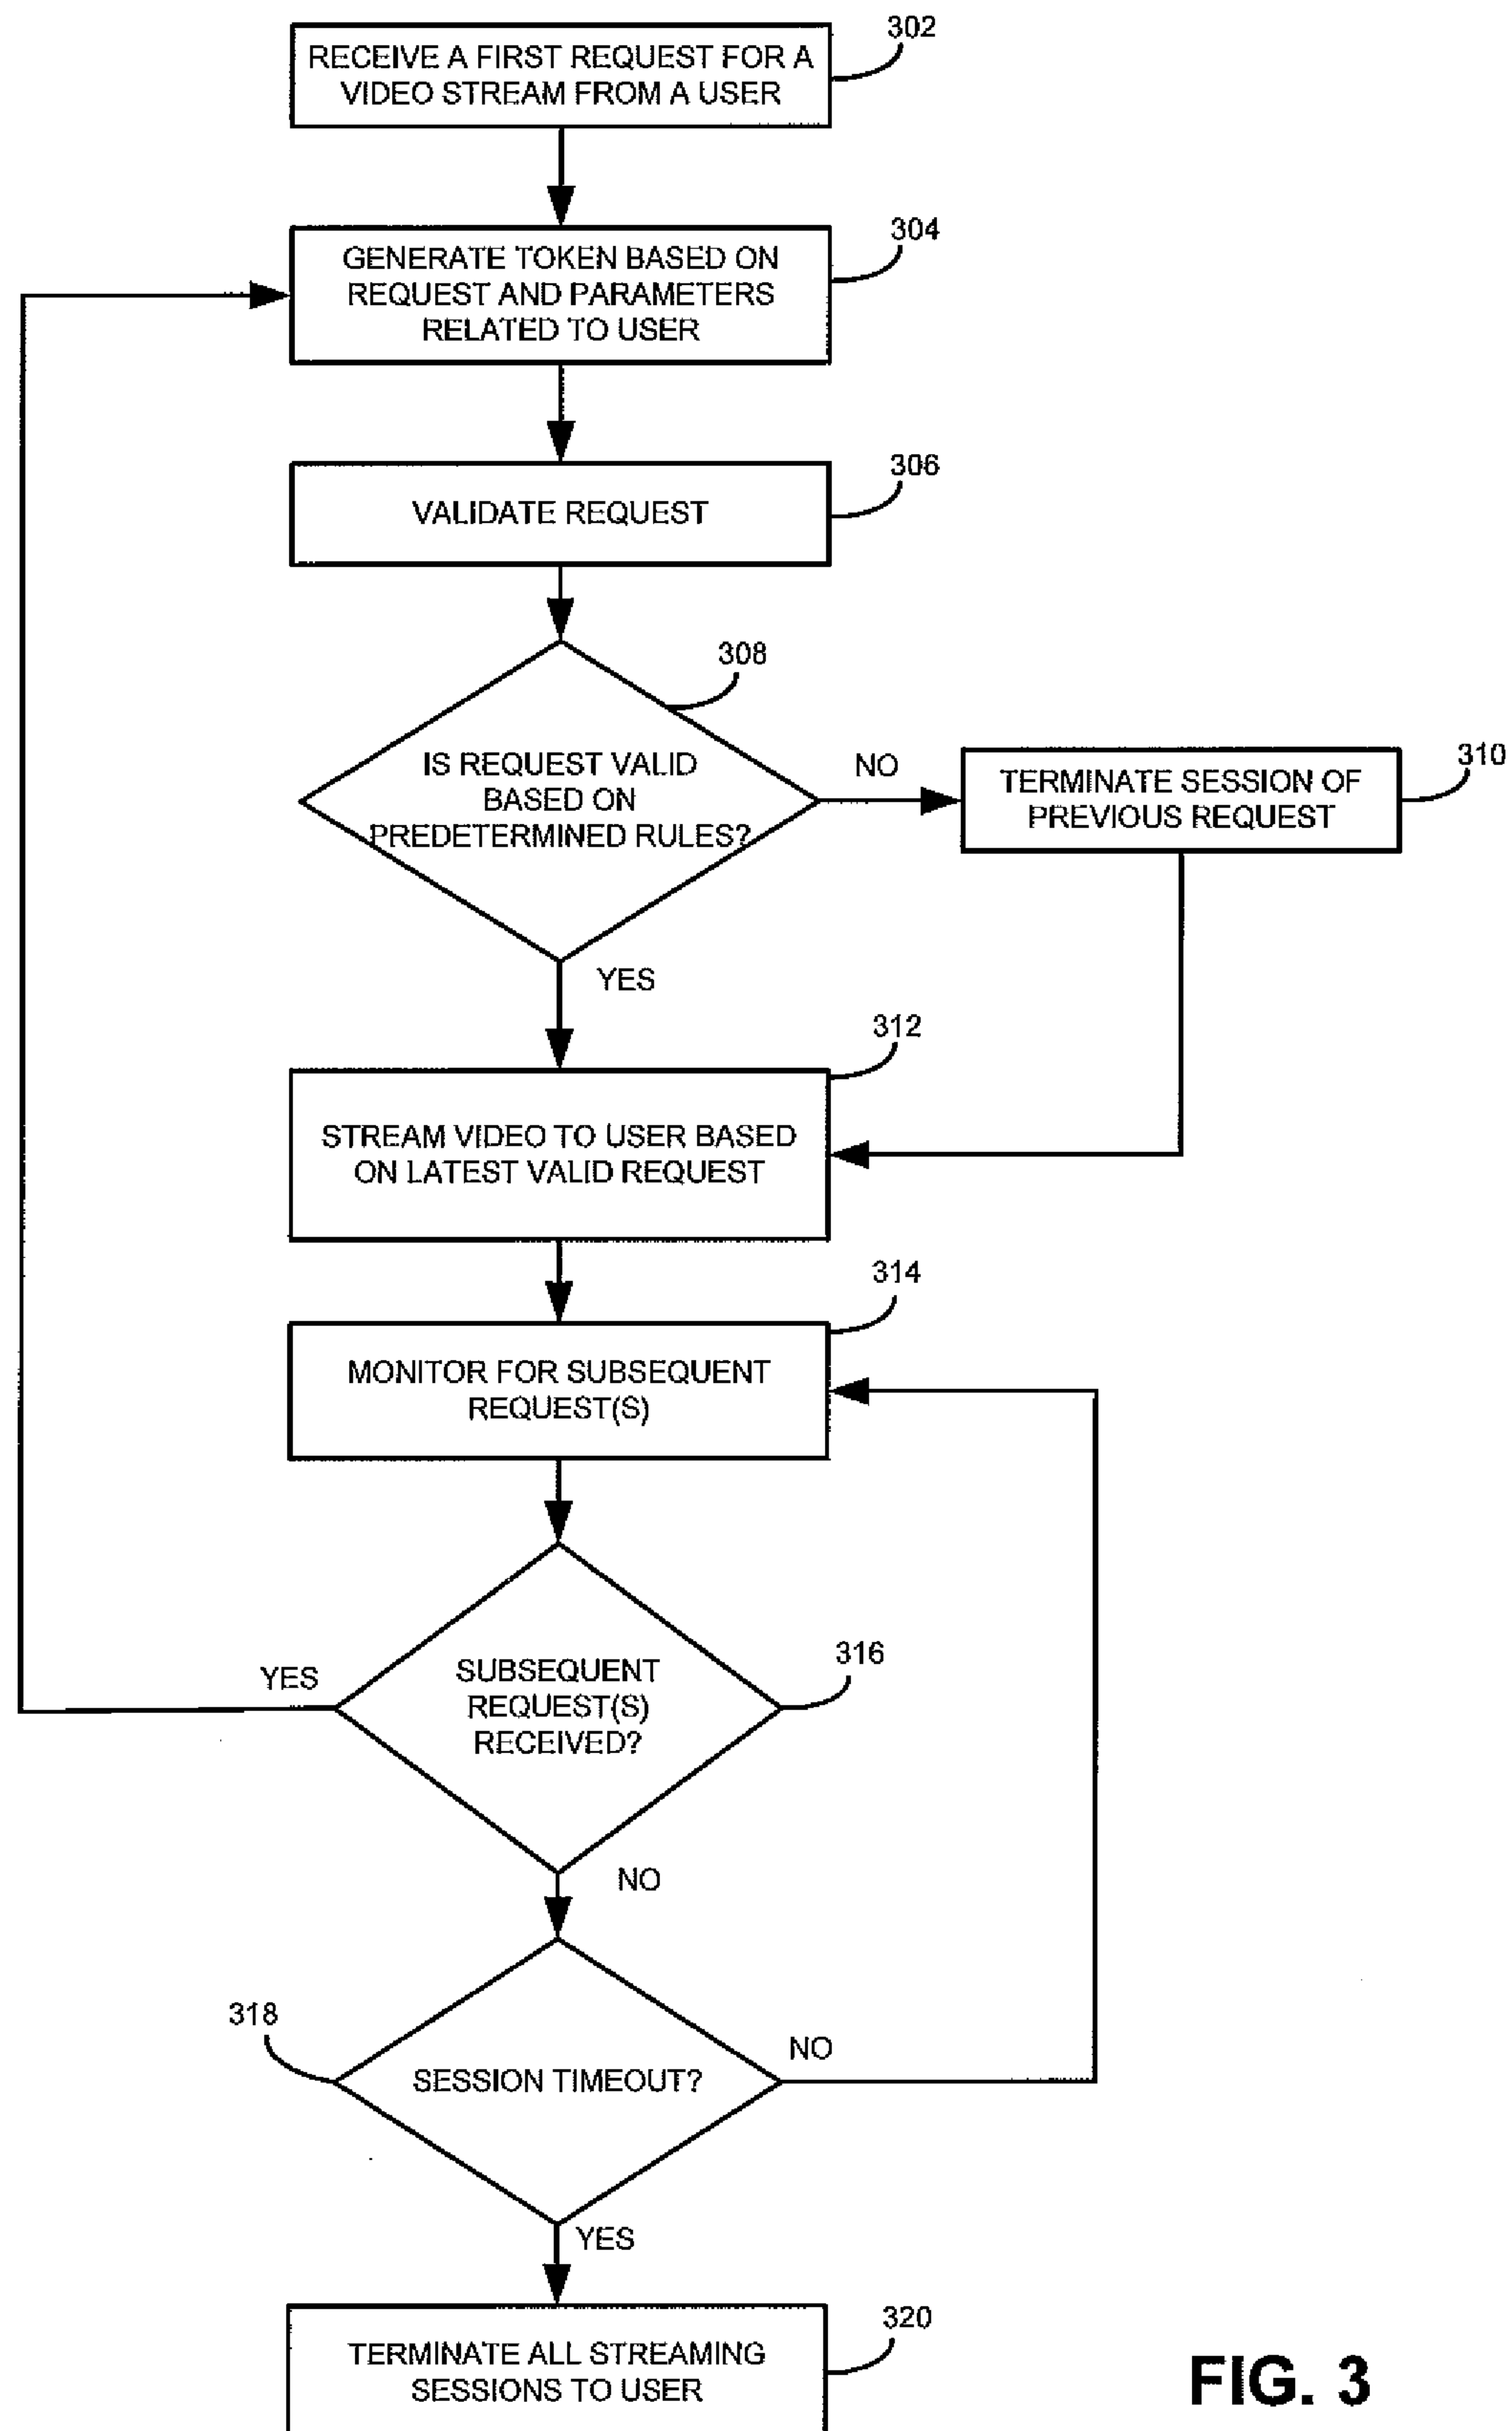 302
RECEIVE A FIRST REQUEST FOR A
VIDEO STREAM FROM A USER
304
GENERATE TOKEN BASED ON
REQUEST AND PARAMETERS
RELATED TO USER
306
VALIDATE REQUEST
308
IS REQUEST VALID
BASED ON
PREDETERMINED RULES?
NO
310
TERMINATE SESSION OF
PREVIOUS REQUEST
YES
312
STREAM VIDEO TO USER BASED
ON LATEST VALID REQUEST
314
MONITOR FOR SUBSEQUENT
REQUEST(S)
316
YES
SUBSEQUENT
REQUEST(S)
RECEIVED?
NO
318
NO
SESSION TIMEOUT?
YES
320
TERMINATE ALL STREAMING
SESSIONS TO USER
FIG. 3